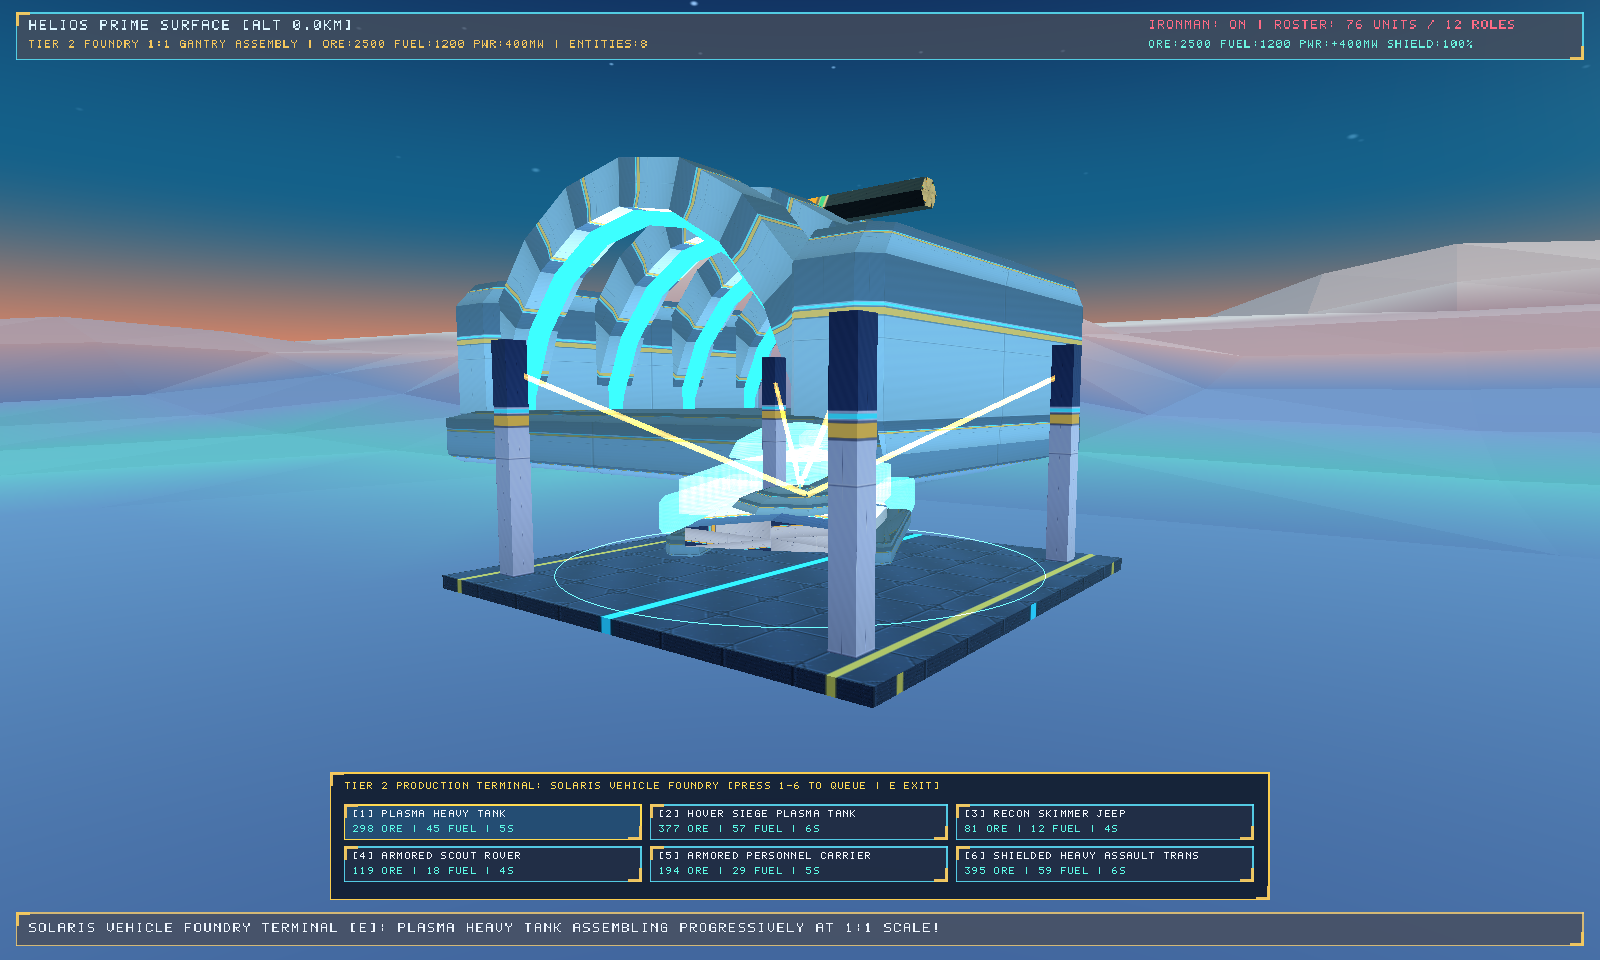 HELIOS PRIME SURFACE [ALT 0.0KM]
TIER 2 FOUNDRY 1:1 GANTRY ASSEMBLY | ORE:2500 FUEL:1200 PWR:400MW | ENTITIES:8
IRONMAN: ON | ROSTER: 76 UNITS / 12 ROLES
ORE:2500 FUEL:1200 PWR:+400MW SHIELD:100%
TIER 2 PRODUCTION TERMINAL: SOLARIS VEHICLE FOUNDRY [PRESS 1-6 TO QUEUE | E EXIT]
[1] PLASMA HEAVY TANK
298 ORE | 45 FUEL | 5S
[2] HOVER SIEGE PLASMA TANK
377 ORE | 57 FUEL | 6S
[3] RECON SKIMMER JEEP
81 ORE | 12 FUEL | 4S
[4] ARMORED SCOUT ROVER
119 ORE | 18 FUEL | 4S
[5] ARMORED PERSONNEL CARRIER
194 ORE | 29 FUEL | 5S
[6] SHIELDED HEAVY ASSAULT TRANS
395 ORE | 59 FUEL | 6S
SOLARIS VEHICLE FOUNDRY TERMINAL [E]: PLASMA HEAVY TANK ASSEMBLING PROGRESSIVELY AT 1:1 SCALE!